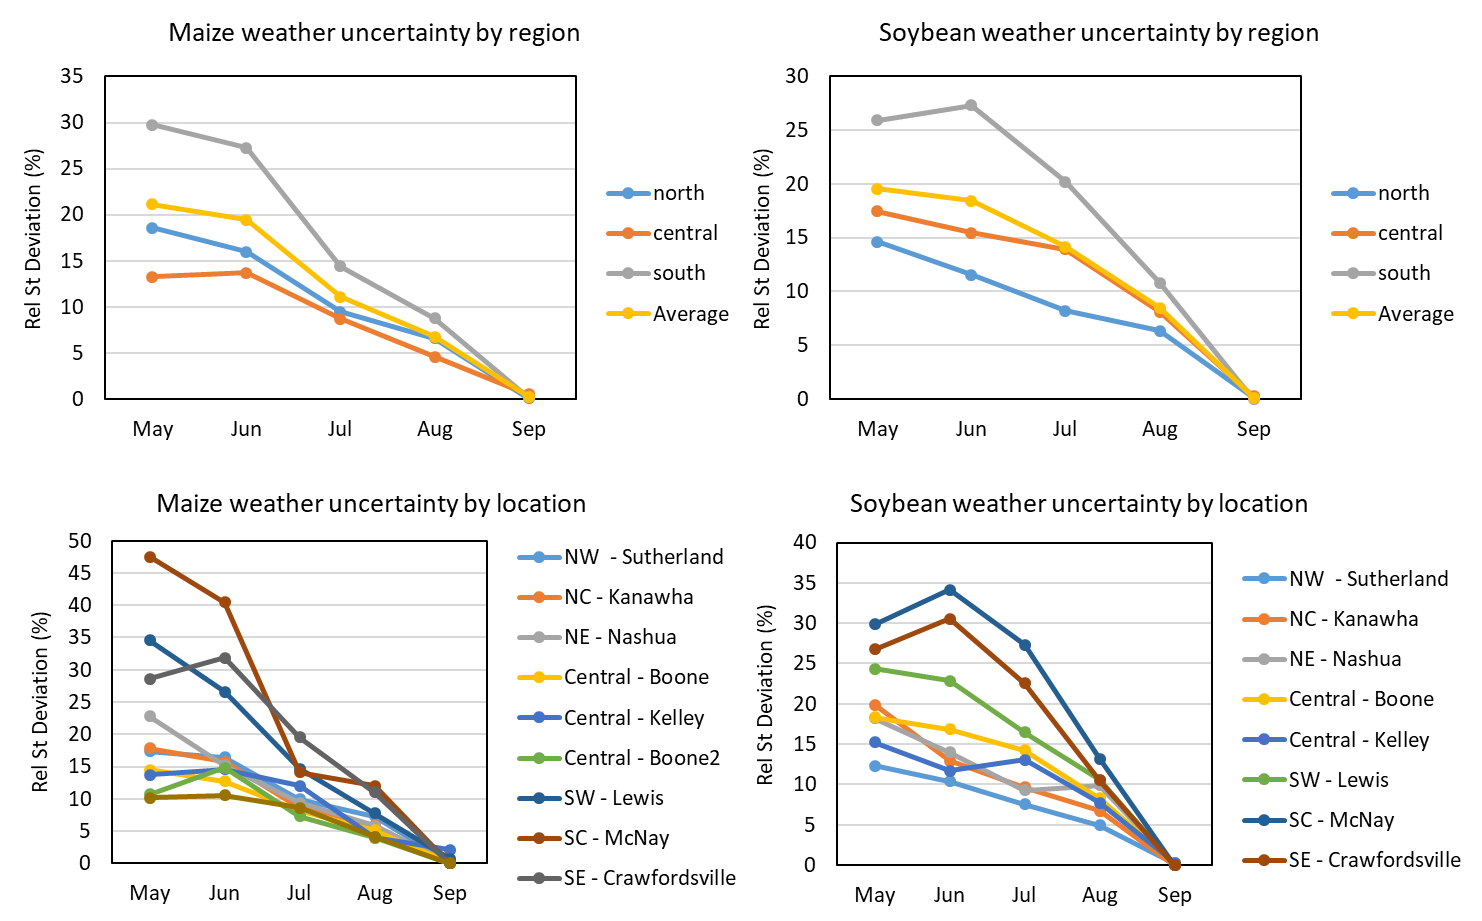 Maize weather uncertainty by region
35
30
25
20
15
10
5
0
Rel St Deviation (%)
May Jun Jul Aug Sep
north
central
south
Average
Soybean weather uncertainty by region
30
25
20
15
10
5
0
Rel St Deviation (%)
May Jun Jul Aug Sep
north
central
south
Average
Maize weather uncertainty by location
50
45
40
35
30
25
20
15
10
5
0
Rel St Deviation (%)
May Jun Jul Aug Sep
NW - Sutherland
NC - Kanawha
NE - Nashua
Central - Boone
Central - Kelley
Central - Boone2
SW - Lewis
SC - McNay
SE - Crawfordsville
Soybean weather uncertainty by location
40
35
30
25
20
15
10
5
0
Rel St Deviation (%)
May Jun Jul Aug Sep
NW - Sutherland
NC - Kanawha
NE - Nashua
Central - Boone
Central - Kelley
SW - Lewis
SC - McNay
SE - Crawfordsville